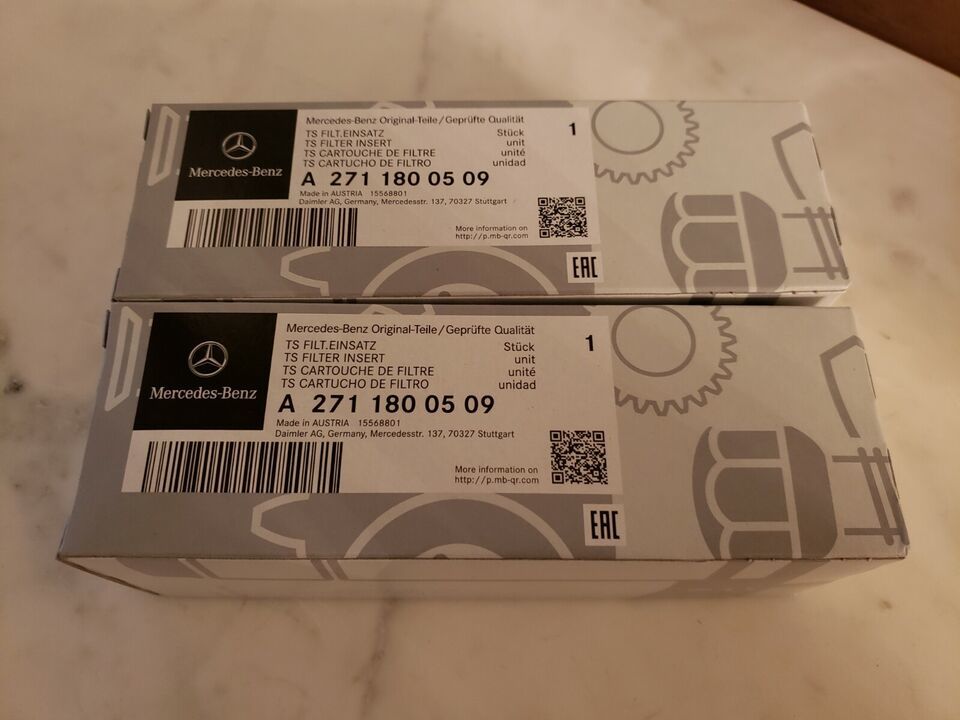 Mercedes-Benz
Mercedes-Benz Original-Teile/Geprüfte Qualität
TS FILT.EINSATZ Stück 1
TS FILTER INSERT unit
TS CARTOUCHE DE FILTRE unité
TS CARTUCHO DE FILTRO unidad
A 271 180 05 09
Made in AUSTRIA 15568801
Daimler AG, Germany, Mercedesstr. 137, 70327 Stuttgart
More information on
http://p.mb-qr.com
EAC
Mercedes-Benz
Mercedes-Benz Original-Teile/Geprüfte Qualität
TS FILT.EINSATZ Stück 1
TS FILTER INSERT unit
TS CARTOUCHE DE FILTRE unité
TS CARTUCHO DE FILTRO unidad
A 271 180 05 09
Made in AUSTRIA 15568801
Daimler AG, Germany, Mercedesstr. 137, 70327 Stuttgart
More information on
http://p.mb-qr.com
EAC